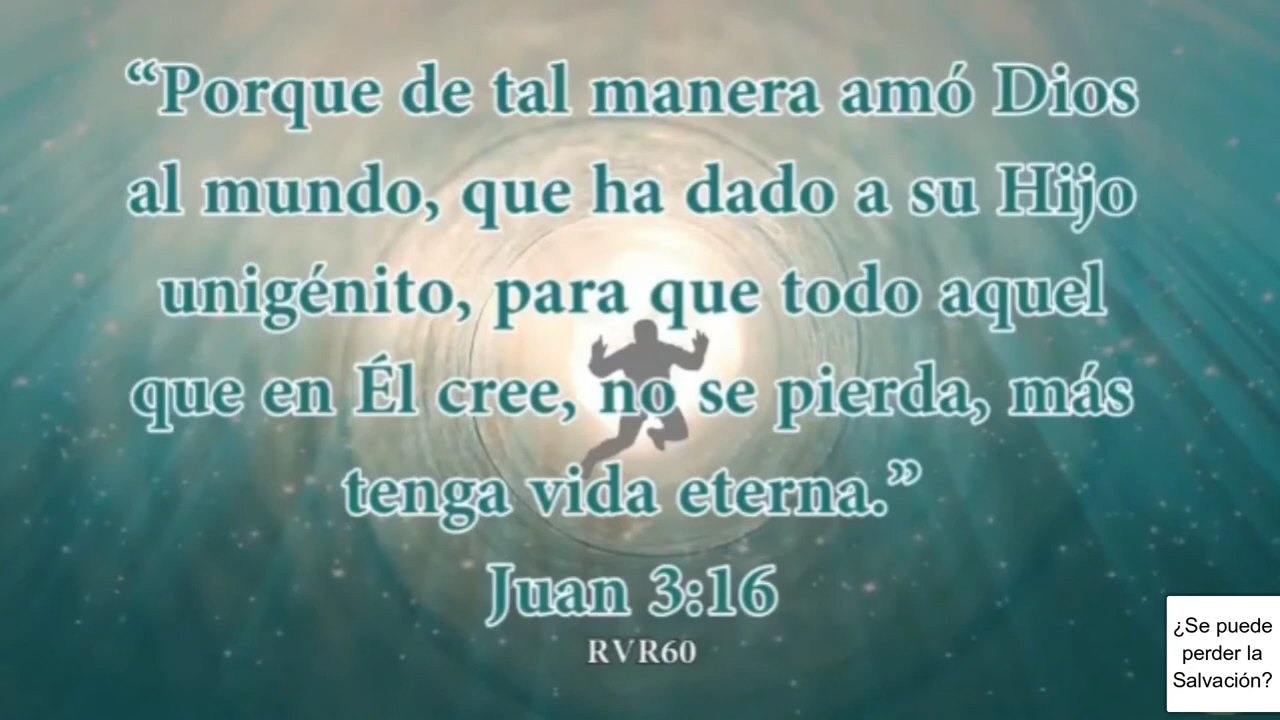 “Porque de tal manera amó Dios
al mundo, que ha dado a su Hijo
unigénito, para que todo aquel
que en Él cree, no se pierda, más
tenga vida eterna.”
Juan 3:16
RVR60
¿Se puede
perder la
Salvación?